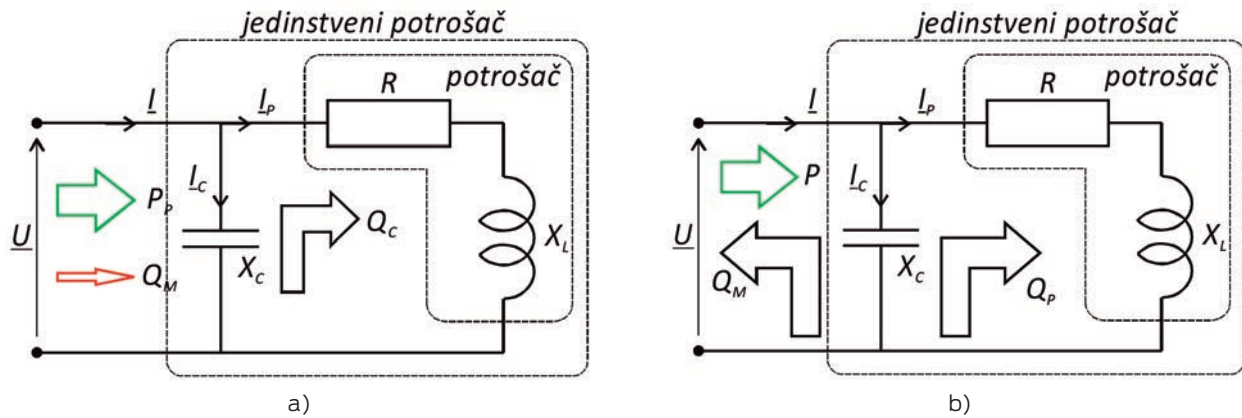 jedinstveni potrošač
potrošač
R
I
I_P
I_C
P_P
Q_C
U
X_L
Q_M
X_C
a)
jedinstveni potrošač
potrošač
R
I
I_P
P
I_C
U
X_L
Q_M
X_C
Q_P
b)